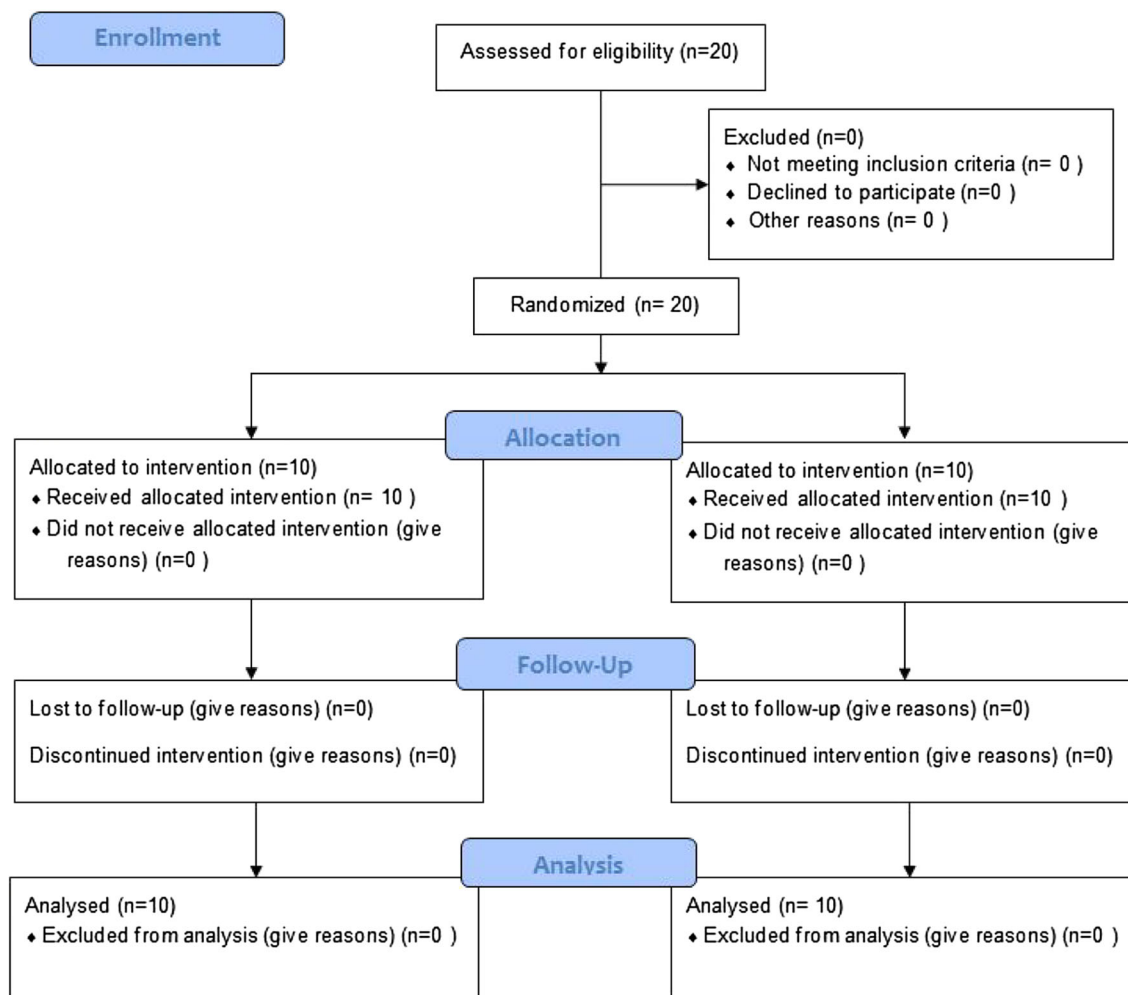 Enrollment
Assessed for eligibility (n=20)
Excluded (n=0)
⬧ Not meeting inclusion criteria (n= 0 )
⬧ Declined to participate (n=0 )
⬧ Other reasons (n= 0 )
Randomized (n= 20)
Allocation
Allocated to intervention (n=10)
⬧ Received allocated intervention (n= 10 )
⬧ Did not receive allocated intervention (give
reasons) (n=0 )
Allocated to intervention (n=10)
⬧ Received allocated intervention (n=10 )
⬧ Did not receive allocated intervention (give
reasons) (n=0 )
Follow-Up
Lost to follow-up (give reasons) (n=0)
Discontinued intervention (give reasons) (n=0)
Lost to follow-up (give reasons) (n=0)
Discontinued intervention (give reasons) (n=0)
Analysis
Analysed (n=10)
⬧ Excluded from analysis (give reasons) (n=0 )
Analysed (n= 10)
⬧ Excluded from analysis (give reasons) (n=0 )